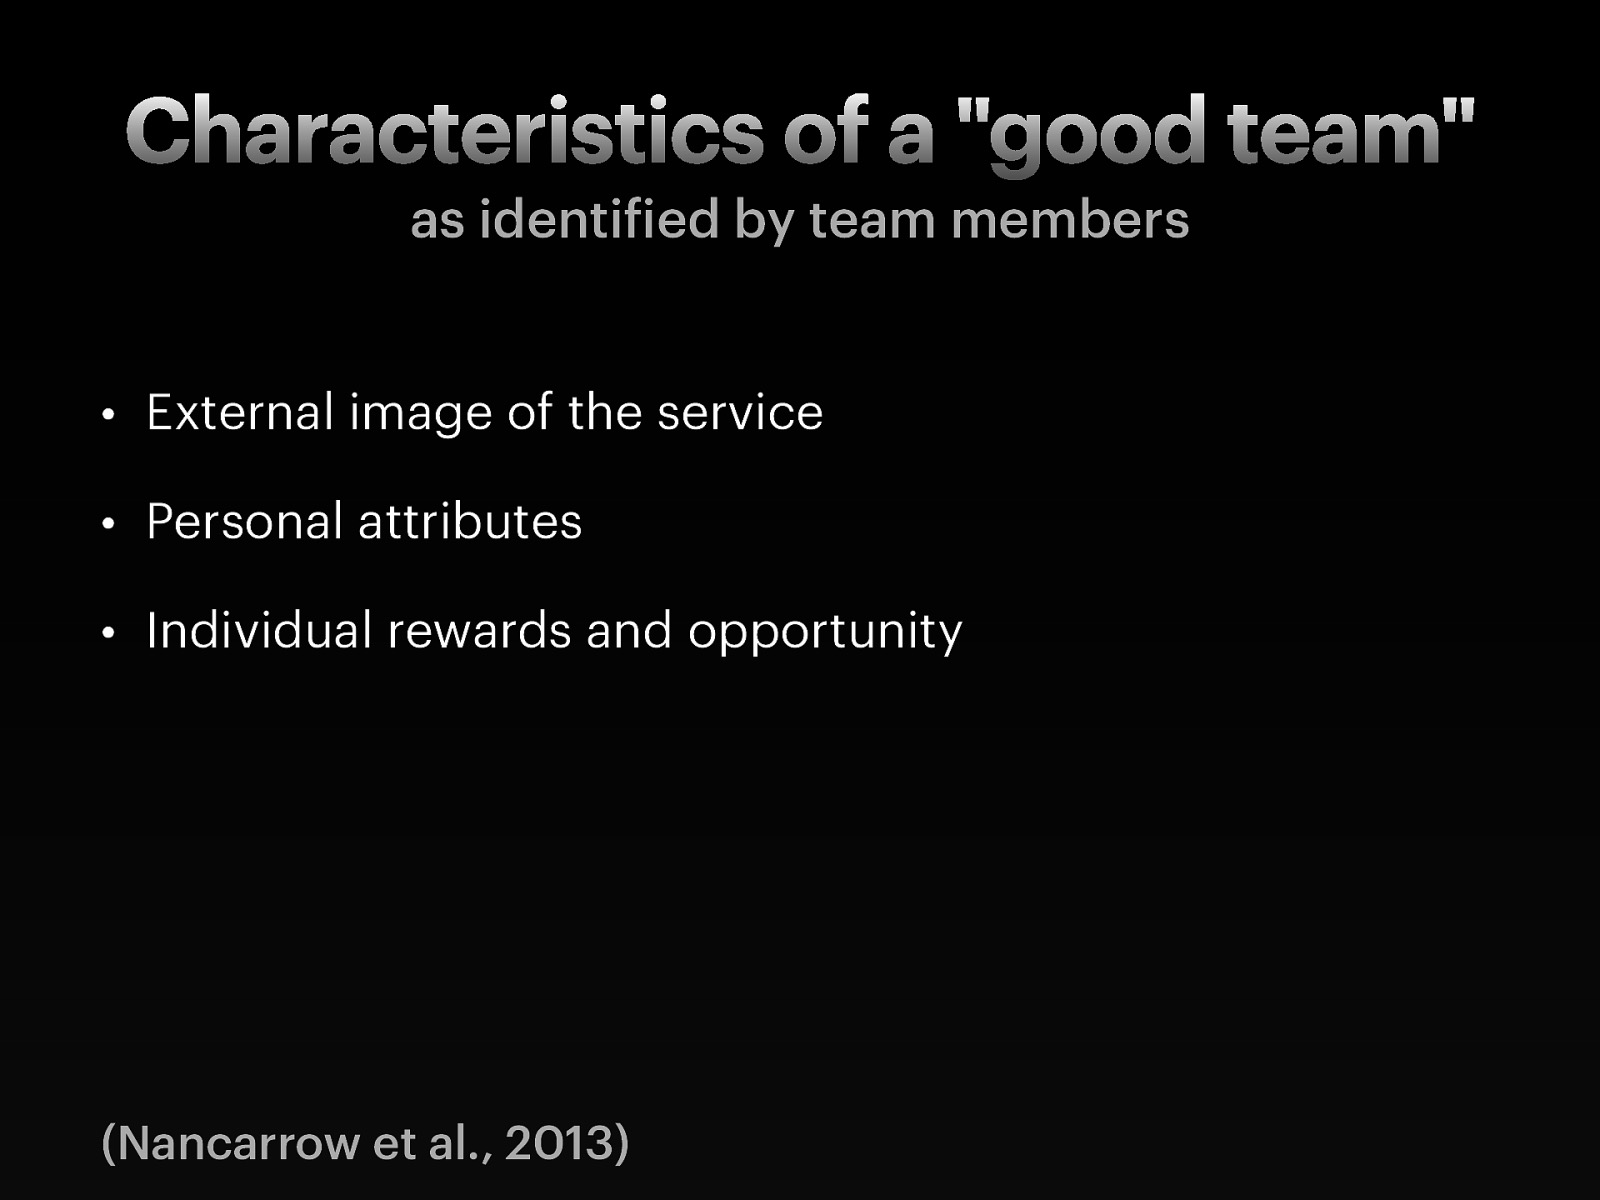 Characteristics of a "good team"
as identified by team members
• External image of the service
• Personal attributes
• Individual rewards and opportunity
(Nancarrow et al., 2013)